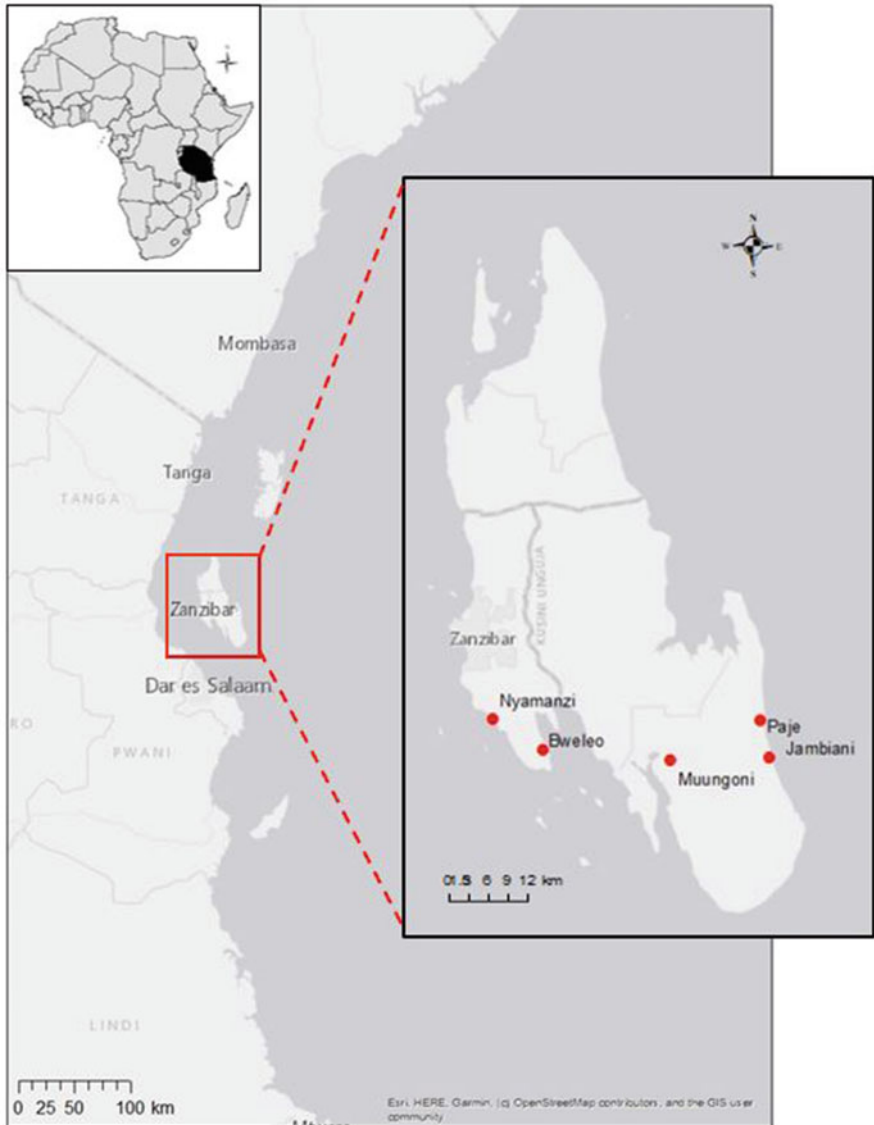 Mombasa
Tanga
TANGA
Zanzibar
Dar es Salaam
RO
PWANI
LINDI
0 25 50 100 km
N
W E
S
KUSINI UNGUJA
Zanzibar
Nyamanzi
Bweleo
Paje
Jambiani
Muungoni
01.5 3 6 9 12 km
Esri, HERE, Garmin, (c) OpenStreetMap contributors, and the GIS user
community